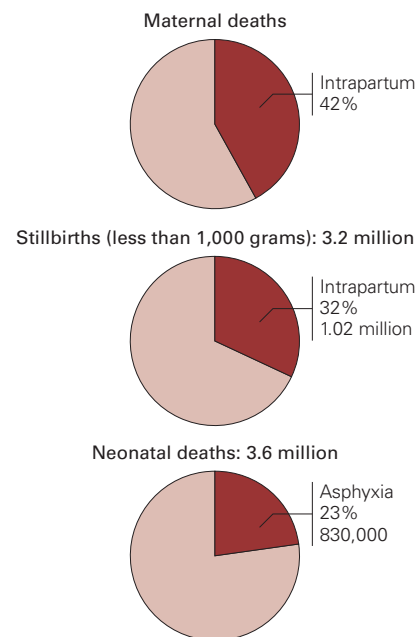 Maternal deaths
Intrapartum
42%
Stillbirths (less than 1,000 grams): 3.2 million
Intrapartum
32%
1.02 million
Neonatal deaths: 3.6 million
Asphyxia
23%
830,000